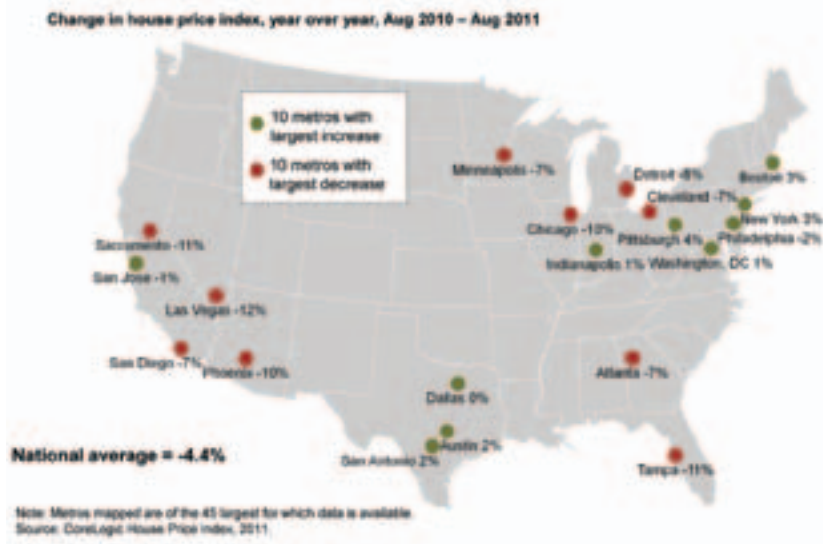 Change in house price index, year over year, Aug 2010 – Aug 2011
10 metros with
largest increase
10 metros with
largest decrease
Minneapolis -7%
Detroit -8%
Boston 3%
Cleveland -7%
New York 3%
Chicago -10%
Pittsburgh 4%
Philadelphia -2%
Sacramento -11%
Indianapolis 1%
Washington, DC 1%
San Jose -1%
Las Vegas -12%
San Diego -7%
Phoenix -10%
Atlanta -7%
Dallas 0%
Austin 2%
San Antonio 2%
National average = -4.4%
Tampa -11%
Note: Metros mapped are of the 45 largest for which data is available.
Source: CoreLogic House Price Index, 2011.